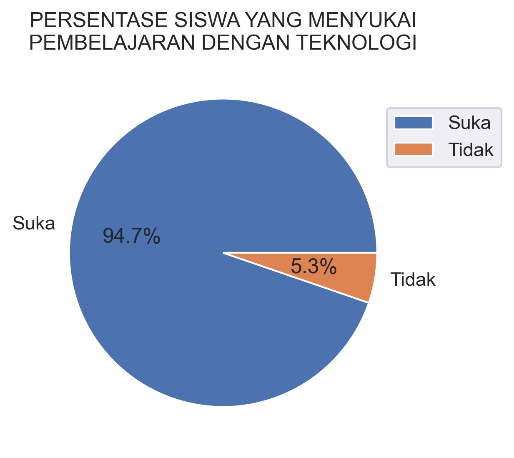 PERSENTASE SISWA YANG MENYUKAI
PEMBELAJARAN DENGAN TEKNOLOGI
Suka
Tidak
Suka
94.7%
5.3%
Tidak